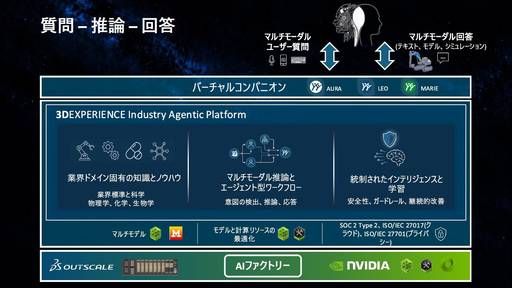 質問 – 推論 – 回答
マルチモーダル
ユーザー質問
マルチモーダル回答
(テキスト、モデル、シミュレーション)
バーチャルコンパニオン
AURA
LEO
MARIE
3DEXPERIENCE Industry Agentic Platform
業界ドメイン固有の知識とノウハウ
業界標準と科学
物理学、化学、生物学
マルチモーダル推論と
エージェント型ワークフロー
意図の検出、推論、応答
統制されたインテリジェンスと
学習
安全性、ガードレール、継続的改善
マルチモデル
モデルと計算リソースの
最適化
SOC 2 Type 2、ISO/IEC 27017(ク
ラウド)、ISO/IEC 27701(プライバ
シー)
OUTSCALE
AIファクトリー
NVIDIA